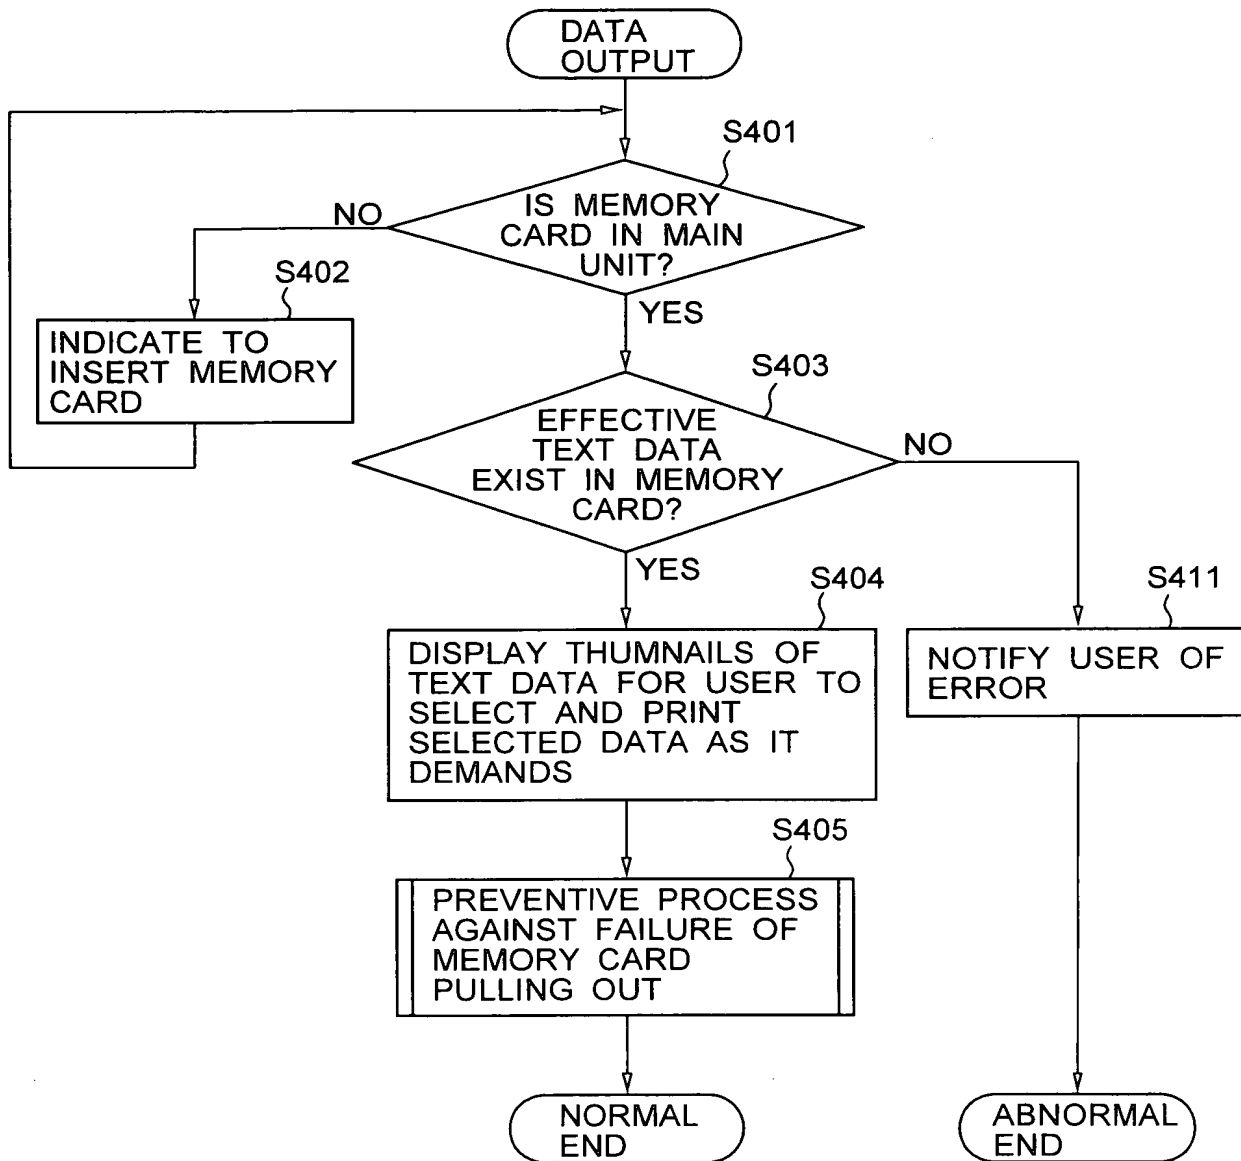 DATA
OUTPUT
S401
IS MEMORY
CARD IN MAIN
UNIT?
NO
YES
S402
INDICATE TO
INSERT MEMORY
CARD
S403
EFFECTIVE
TEXT DATA
EXIST IN MEMORY
CARD?
NO
YES
S404
DISPLAY THUMNAILS OF
TEXT DATA FOR USER TO
SELECT AND PRINT
SELECTED DATA AS IT
DEMANDS
S411
NOTIFY USER OF
ERROR
S405
PREVENTIVE PROCESS
AGAINST FAILURE OF
MEMORY CARD
PULLING OUT
NORMAL
END
ABNORMAL
END